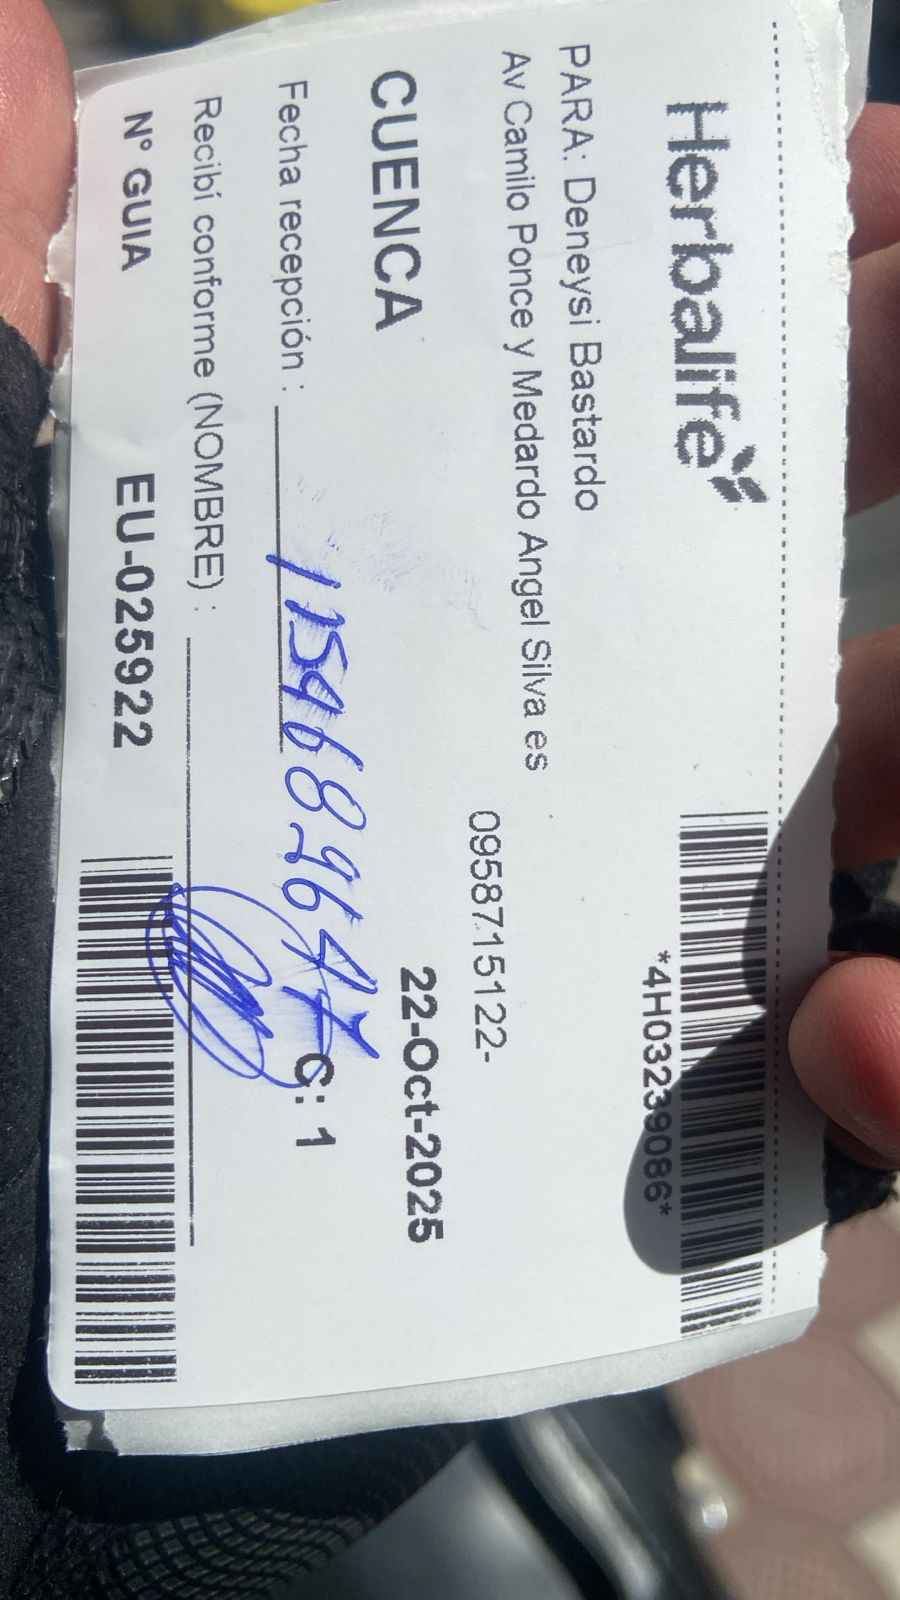 Herbalife
*4H03239086*
PARA: Deneysi Bastardo
Av Camilo Ponce y Medardo Angel Silva es
0958715122-
CUENCA
22-Oct-2025
Fecha recepción :
C: 1
Recibí conforme (NOMBRE) :
N° GUIA
EU-025922